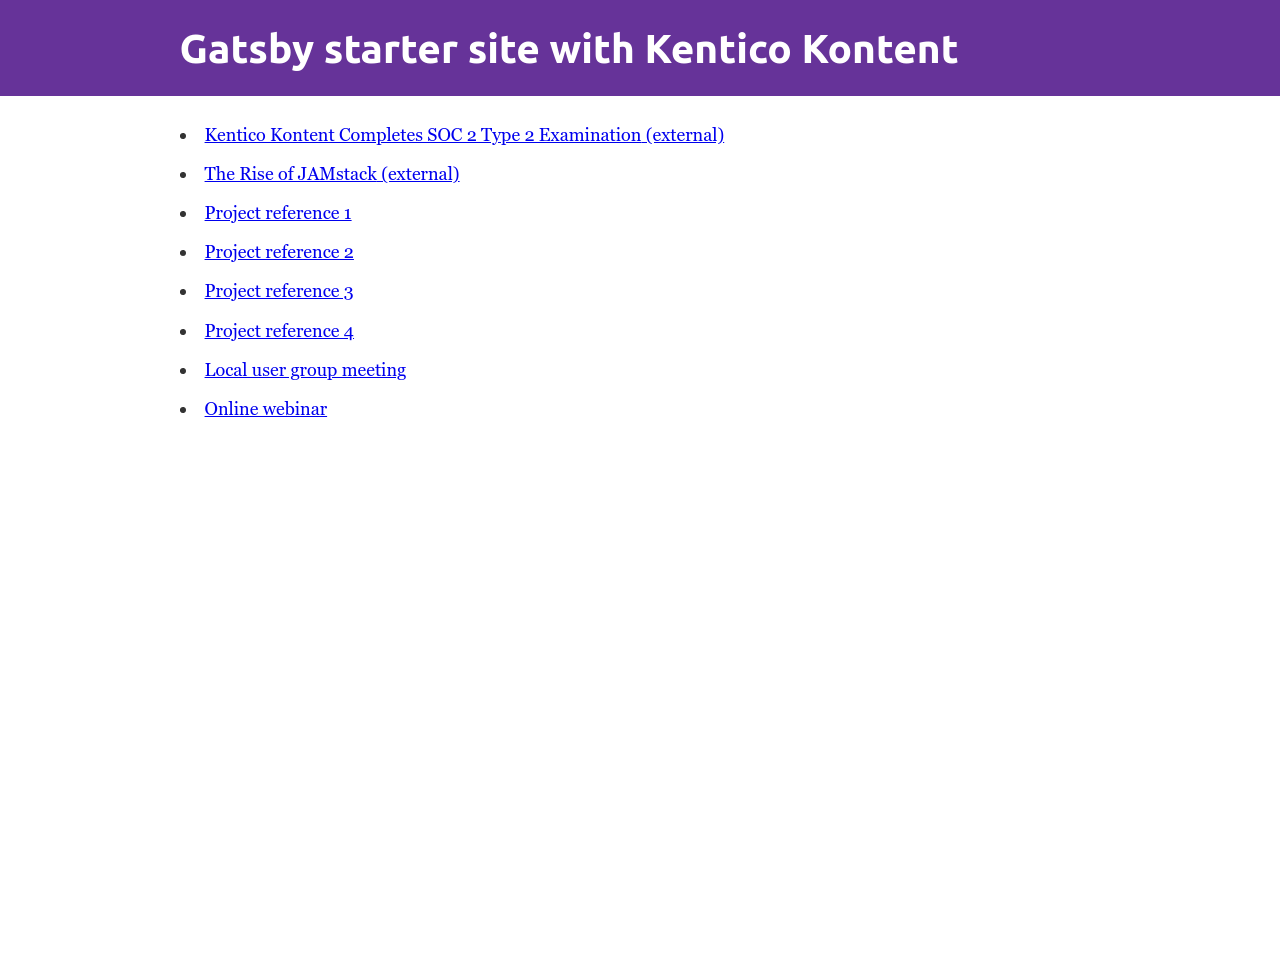 Gatsby starter site with Kentico Kontent
Kentico Kontent Completes SOC 2 Type 2 Examination (external)
The Rise of JAMstack (external)
Project reference 1
Project reference 2
Project reference 3
Project reference 4
Local user group meeting
Online webinar